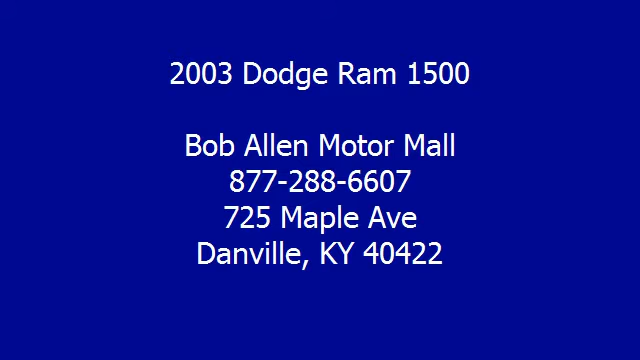 2003 Dodge Ram 1500
Bob Allen Motor Mall
877-288-6607
725 Maple Ave
Danville, KY 40422